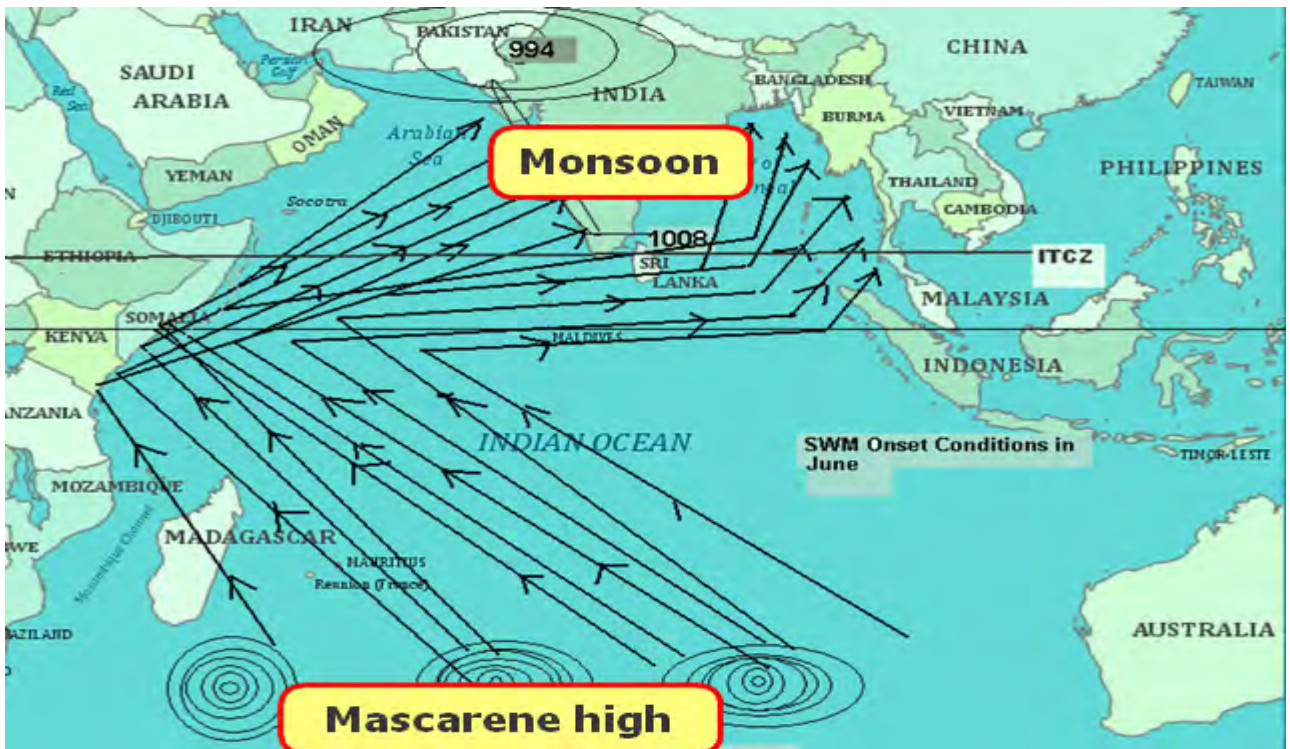 IRAN
PAKISTAN
994
CHINA
SAUDI
ARABIA
Persian
Gulf
Red
Sea
OMAN
INDIA
BANGLADESH
TAIWAN
BURMA
VIETNAM
Arabian
Sea
Monsoon
YEMEN
Socotra
DJIBOUTI
THAILAND
CAMBODIA
PHILIPPINES
ETHIOPIA
1008
SRI
LANKA
ITCZ
MALAYSIA
SOMALIA
KENYA
MALDIVES
INDONESIA
ANZANIA
INDIAN OCEAN
SWM Onset Conditions in
June
TIMOR-LESTE
MOZAMBIQUE
Mozambique Channel
MADAGASCAR
MAURITIUS
Reunion (France)
AZILAND
AUSTRALIA
Mascarene high